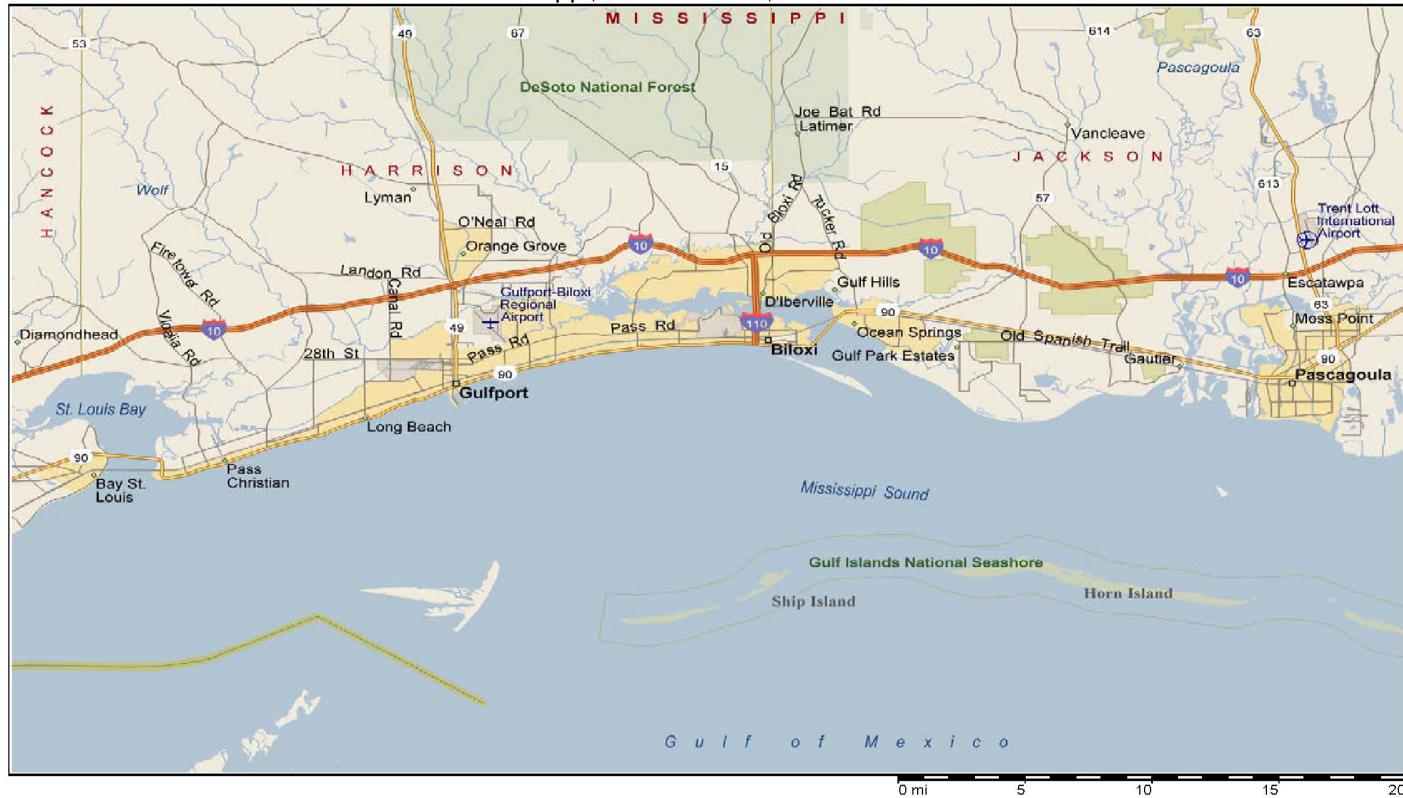 MISSISSIPPI
53
49
67
614
63
Pascagoula
DeSoto National Forest
HANCOCK
Joe Bat Rd
Latimer
Vancleave
HARRISON
JACKSON
15
Wolf
Lyman
57
613
Old Biloxi Rd
Tucker Rd
Trent Lott
International
Airport
O'Neal Rd
Orange Grove
10
10
Firetower Rd
Landon Rd
Canal Rd
10
Escatawpa
Gulfport-Biloxi
Regional
Airport
D'Iberville
Gulf Hills
63
Diamondhead
10
Vidalia Rd
49
Pass Rd
110
90
Ocean Springs
Old Spanish Trail
Moss Point
28th St
Pass Rd
Biloxi
Gulf Park Estates
Gautier
90
90
Pascagoula
Gulfport
St. Louis Bay
Long Beach
90
Bay St.
Louis
Pass
Christian
Mississippi Sound
Gulf Islands National Seashore
Ship Island
Horn Island
Gulf of Mexico
0 mi
5
10
15
20